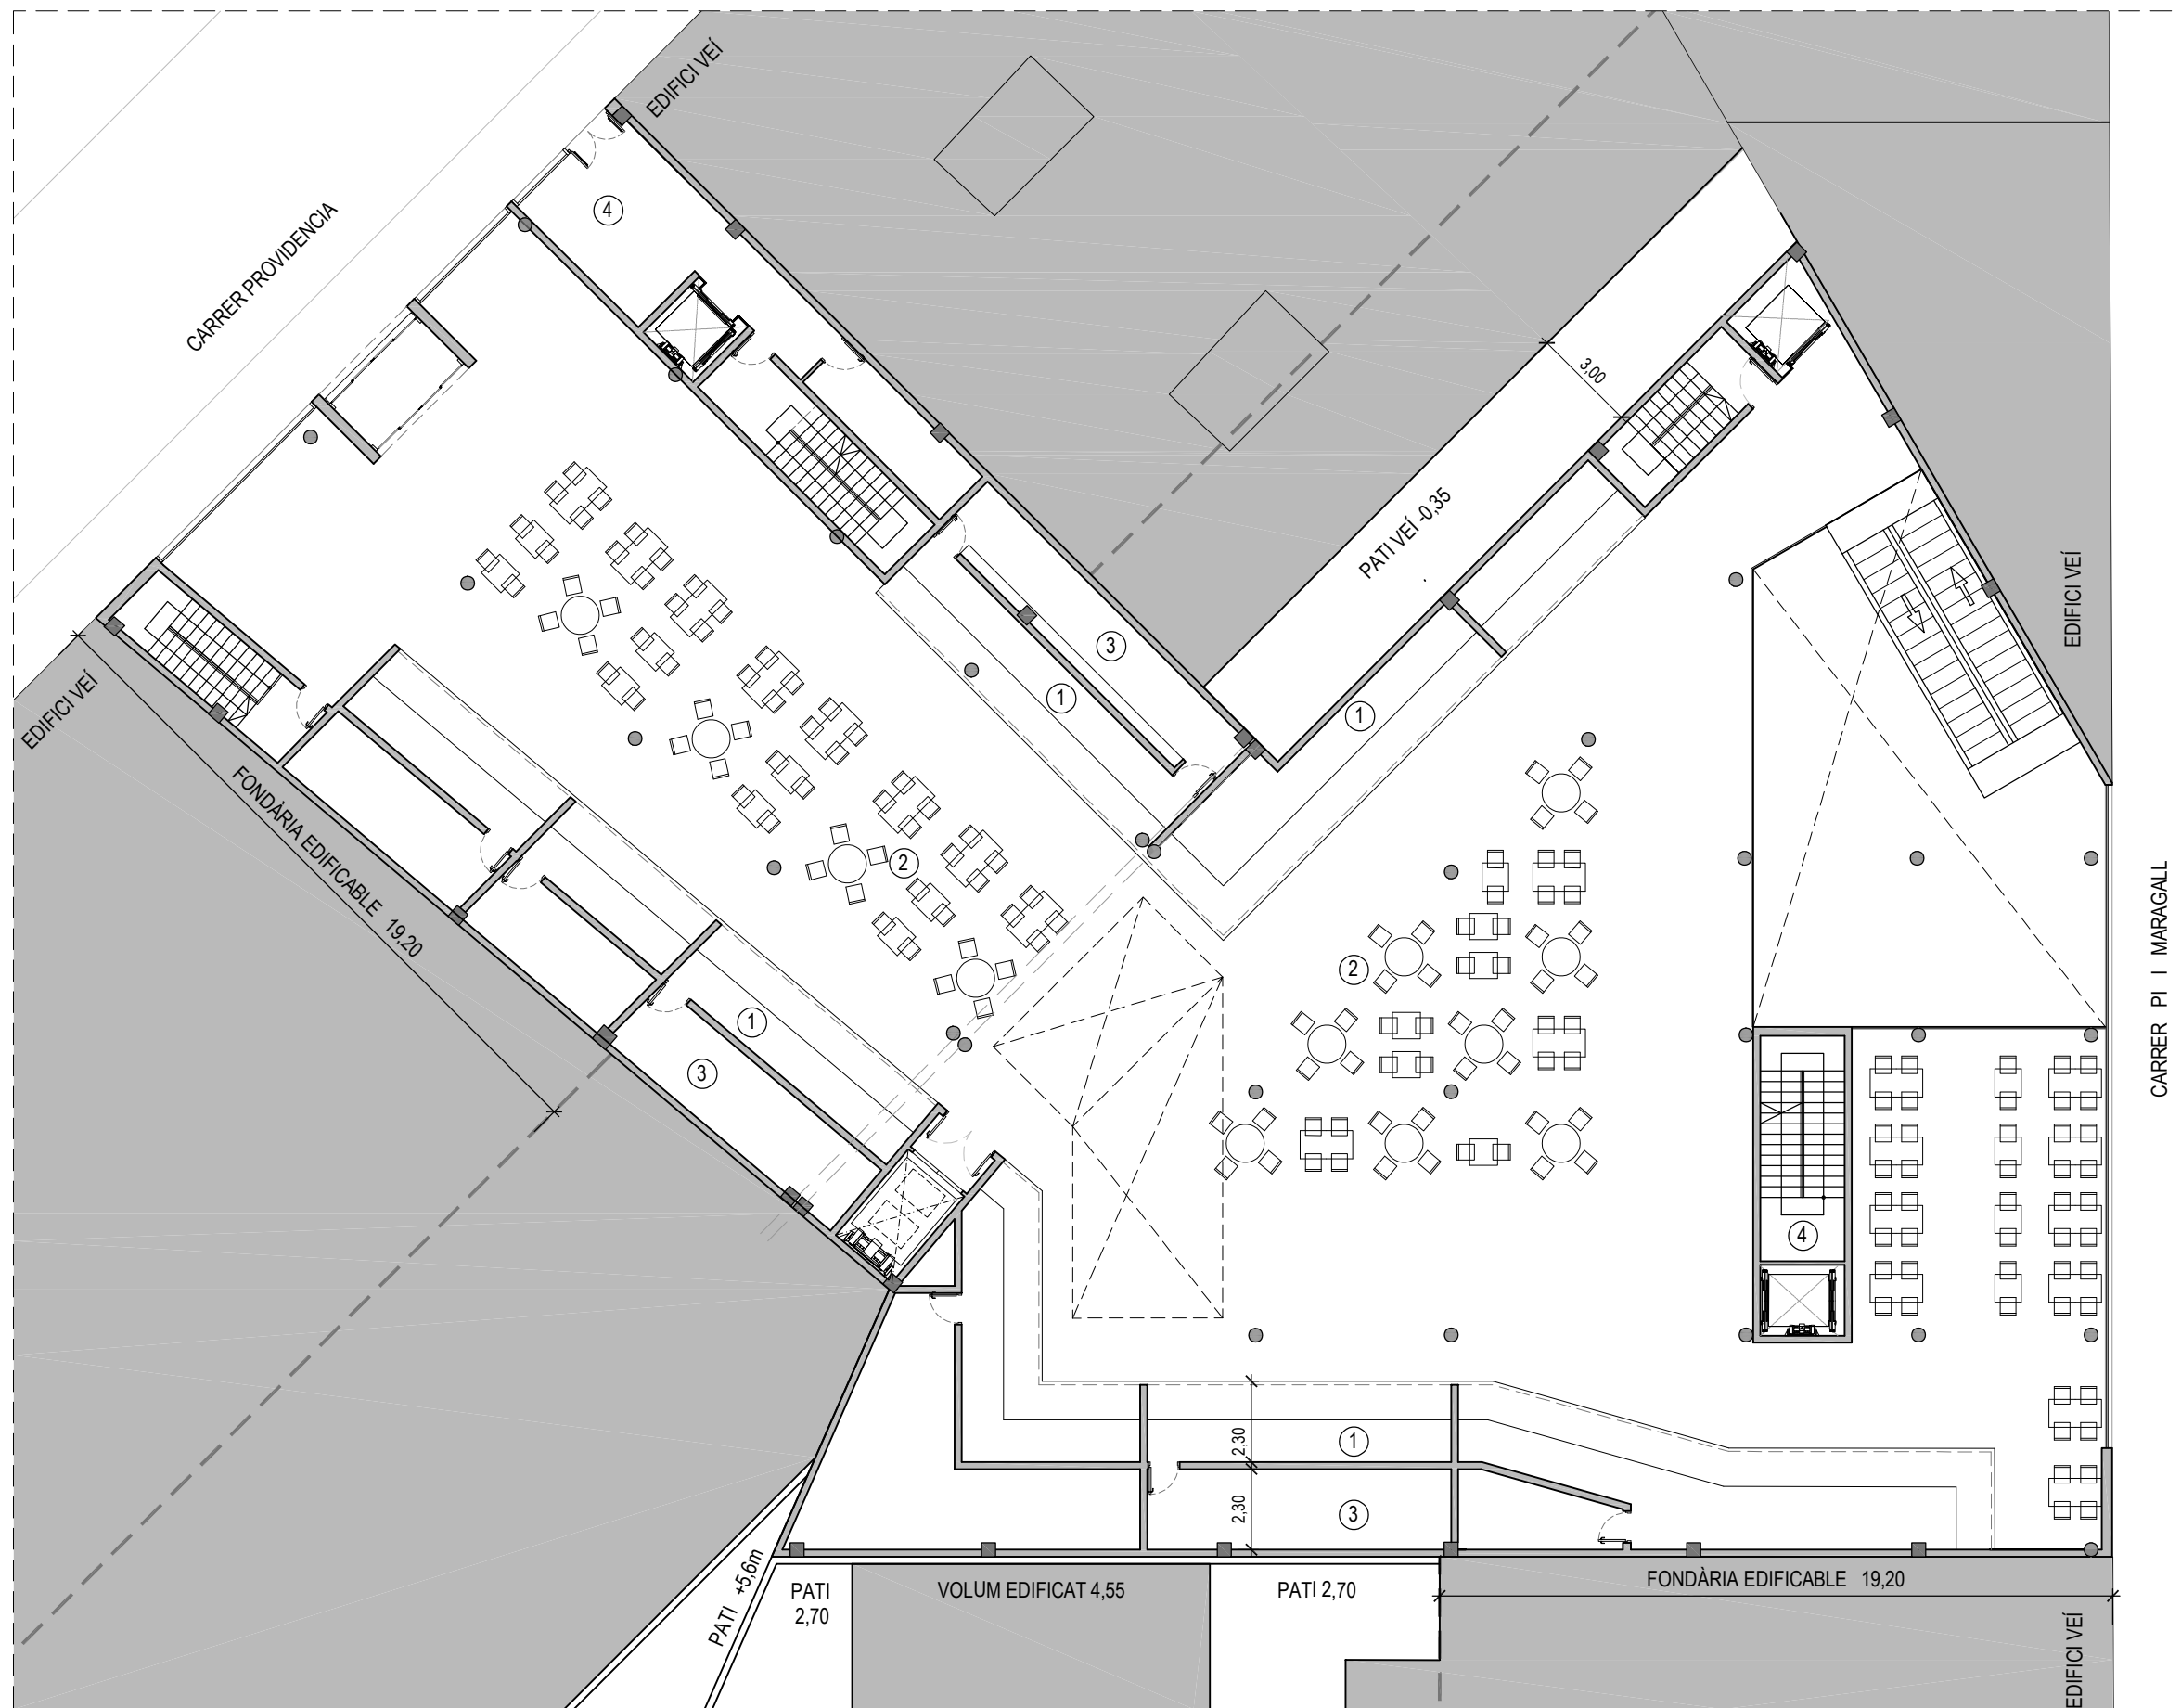 EDIFICI VEÍ
CARRER PROVIDENCIA
4
3,00
PATI VEÍ -0,35
EDIFICI VEÍ
3
1
1
EDIFICI VEÍ
FONDÀRIA EDIFICABLE 19,20
2
2
CARRER PI I MARAGALL
1
3
4
2,30
1
2,30
3
PATI +5,6m
PATI
2,70
VOLUM EDIFICAT 4,55
PATI 2,70
FONDÀRIA EDIFICABLE 19,20
EDIFICI VEÍ